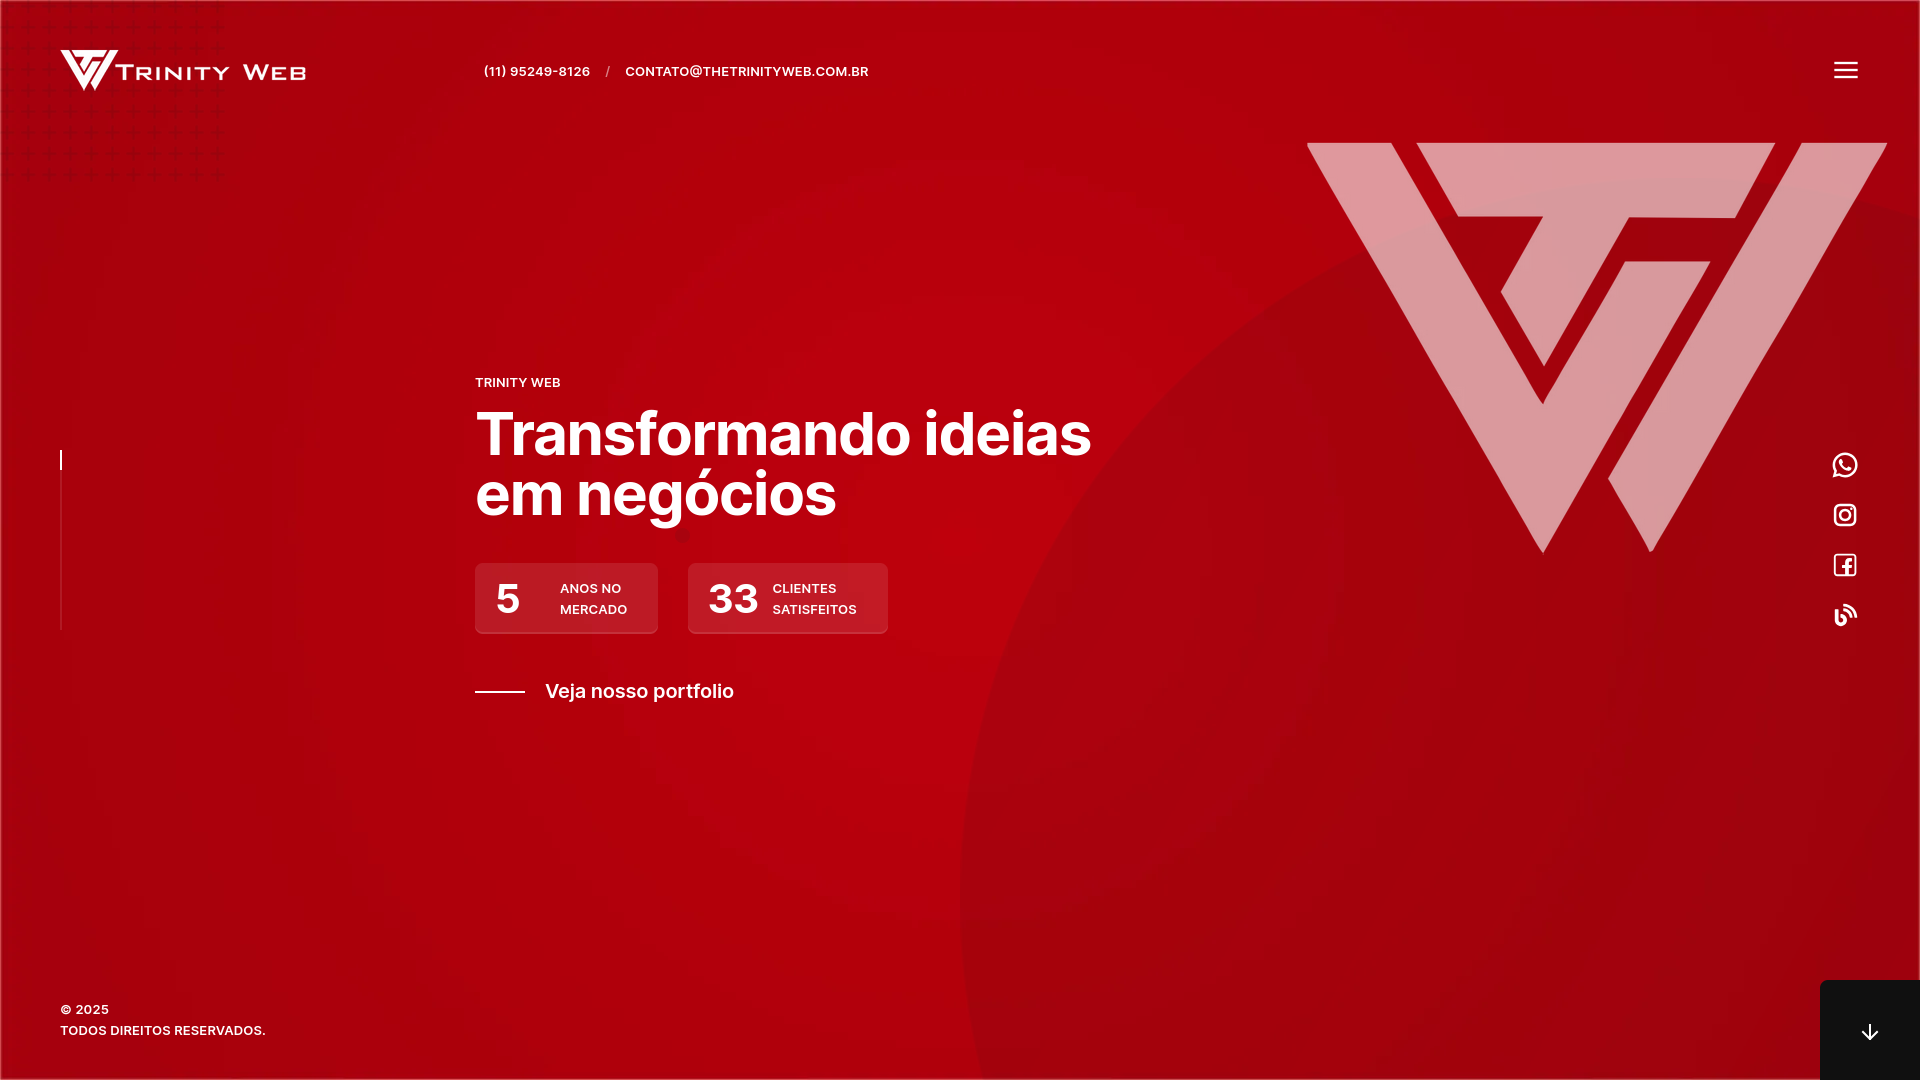 TRINITY WEB
(11) 95249-8126 / CONTATO@THETRINITYWEB.COM.BR
TRINITY WEB
Transformando ideias
em negócios
5 ANOS NO
MERCADO
33 CLIENTES
SATISFEITOS
Veja nosso portfolio
© 2025
TODOS DIREITOS RESERVADOS.